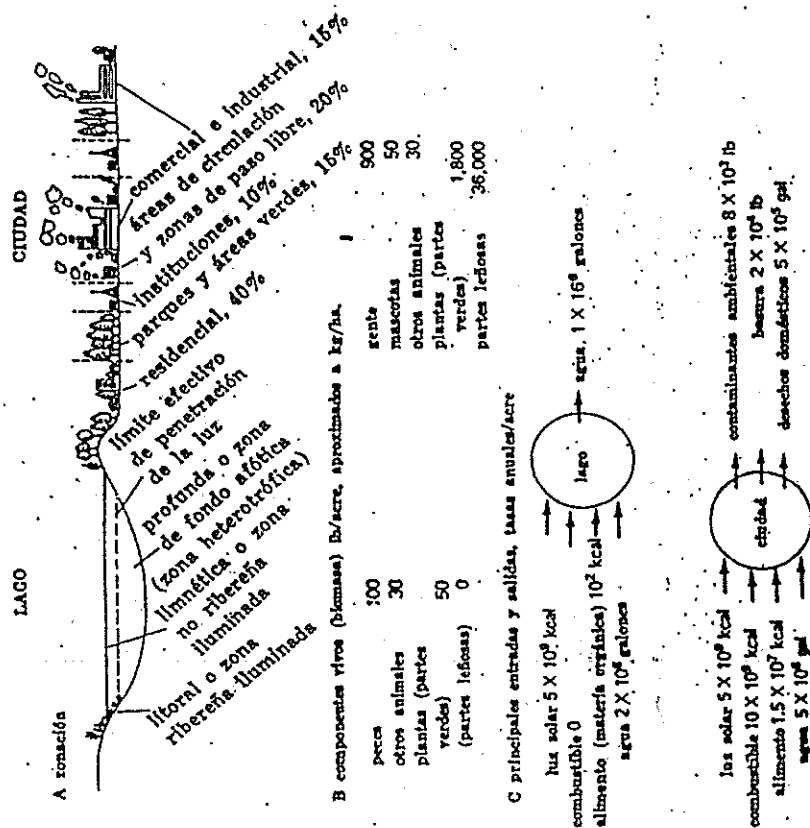 LAGO
CIUDAD
A zonación
litoral o zona
ribereña iluminada
limnética o zona
no ribereña
iluminada
profunda o zona
de fondo afótica
(zona heterotrófica)
límite efectivo
de penetración
de la luz
residencial, 40%
parques y áreas verdes, 15%
instituciones, 10%
áreas de circulación
y zonas de paso libre, 20%
comercial e industrial, 15%
B componentes vivos (biomasa) lb/acre, aproximados a kg/ha.
peces 100
otros animales 30
plantas (partes
verdes) 50
(partes leñosas) 0
gente 900
mascotas 50
otros animales 30
plantas (partes
verdes) 1,800
partes leñosas 36,000
C principales entradas y salidas, tasas anuales/acre
luz solar 5 X 10⁹ kcal
combustible 0
alimento (materia orgánica) 10² kcal
agua 2 X 10⁶ galones
lago
agua, 1 X 16⁶ galones
luz solar 5 X 10⁹ kcal
combustible 10 X 10⁹ kcal
alimento 1.5 X 10⁷ kcal
agua 5 X 10⁶ gal
ciudad
contaminantes ambientales 8 X 10³ lb
basura 2 X 10⁴ lb
desechos domésticos 5 X 10⁵ gal